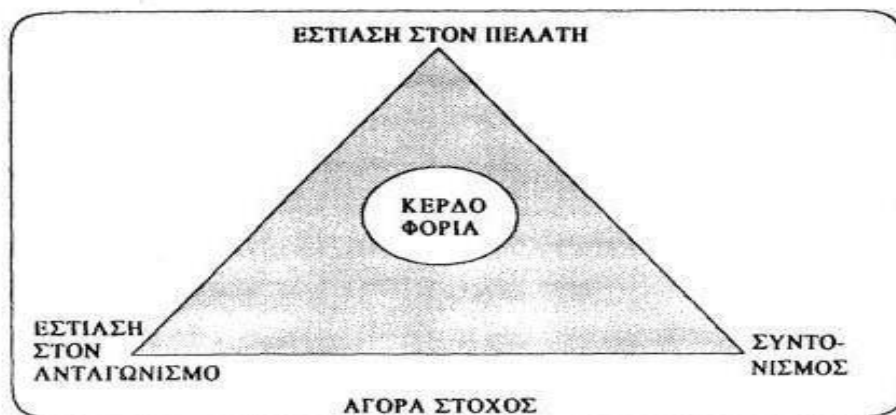 ΕΣΤΙΑΣΗ ΣΤΟΝ ΠΕΛΑΤΗ
ΚΕΡΔΟ
ΦΟΡΙΑ
ΕΣΤΙΑΣΗ
ΣΤΟΝ
ΑΝΤΑΓΩΝΙΣΜΟ
ΣΥΝΤΟ-
ΝΙΣΜΟΣ
ΑΓΟΡΑ ΣΤΟΧΟΣ